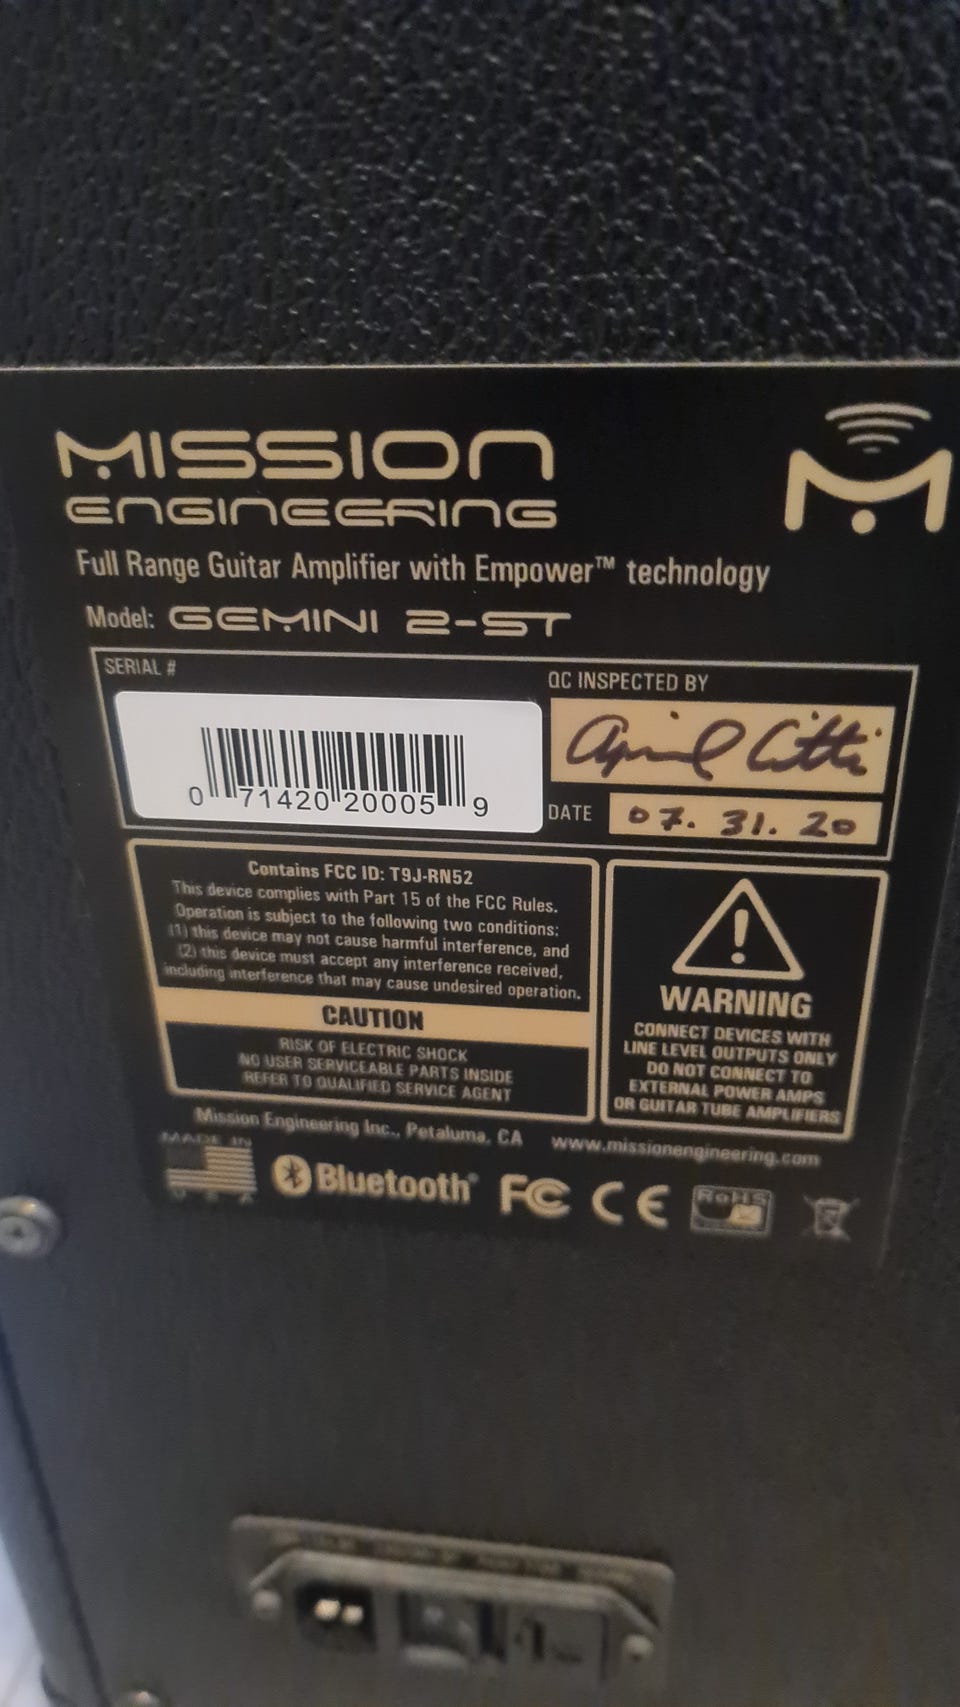 MISSION
ENGINEERING
Full Range Guitar Amplifier with Empower™ technology
Model: GEMINI 2-ST
SERIAL #
0 71420 20005 9
QC INSPECTED BY
DATE 07.31.20
Contains FCC ID: T9J-RN52
This device complies with Part 15 of the FCC Rules.
Operation is subject to the following two conditions:
(1) this device may not cause harmful interference, and
(2) this device must accept any interference received,
including interference that may cause undesired operation.
CAUTION
RISK OF ELECTRIC SHOCK
NO USER SERVICEABLE PARTS INSIDE
REFER TO QUALIFIED SERVICE AGENT
WARNING
CONNECT DEVICES WITH
LINE LEVEL OUTPUTS ONLY
DO NOT CONNECT TO
EXTERNAL POWER AMPS
OR GUITAR TUBE AMPLIFIERS
Mission Engineering Inc., Petaluma, CA www.missionengineering.com
MADE IN
USA
Bluetooth®
FC CE
RoHS